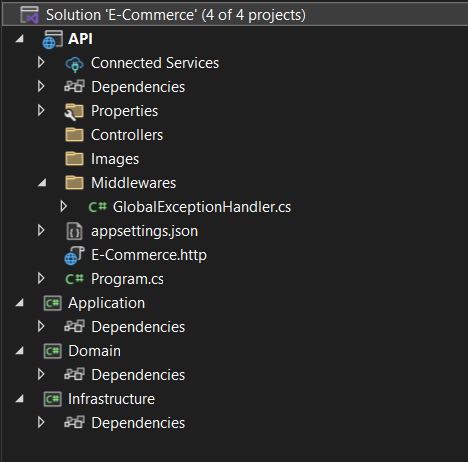 Solution 'E-Commerce' (4 of 4 projects)
API
Connected Services
Dependencies
Properties
Controllers
Images
Middlewares
C# GlobalExceptionHandler.cs
appsettings.json
E-Commerce.http
C# Program.cs
C# Application
Dependencies
C# Domain
Dependencies
C# Infrastructure
Dependencies